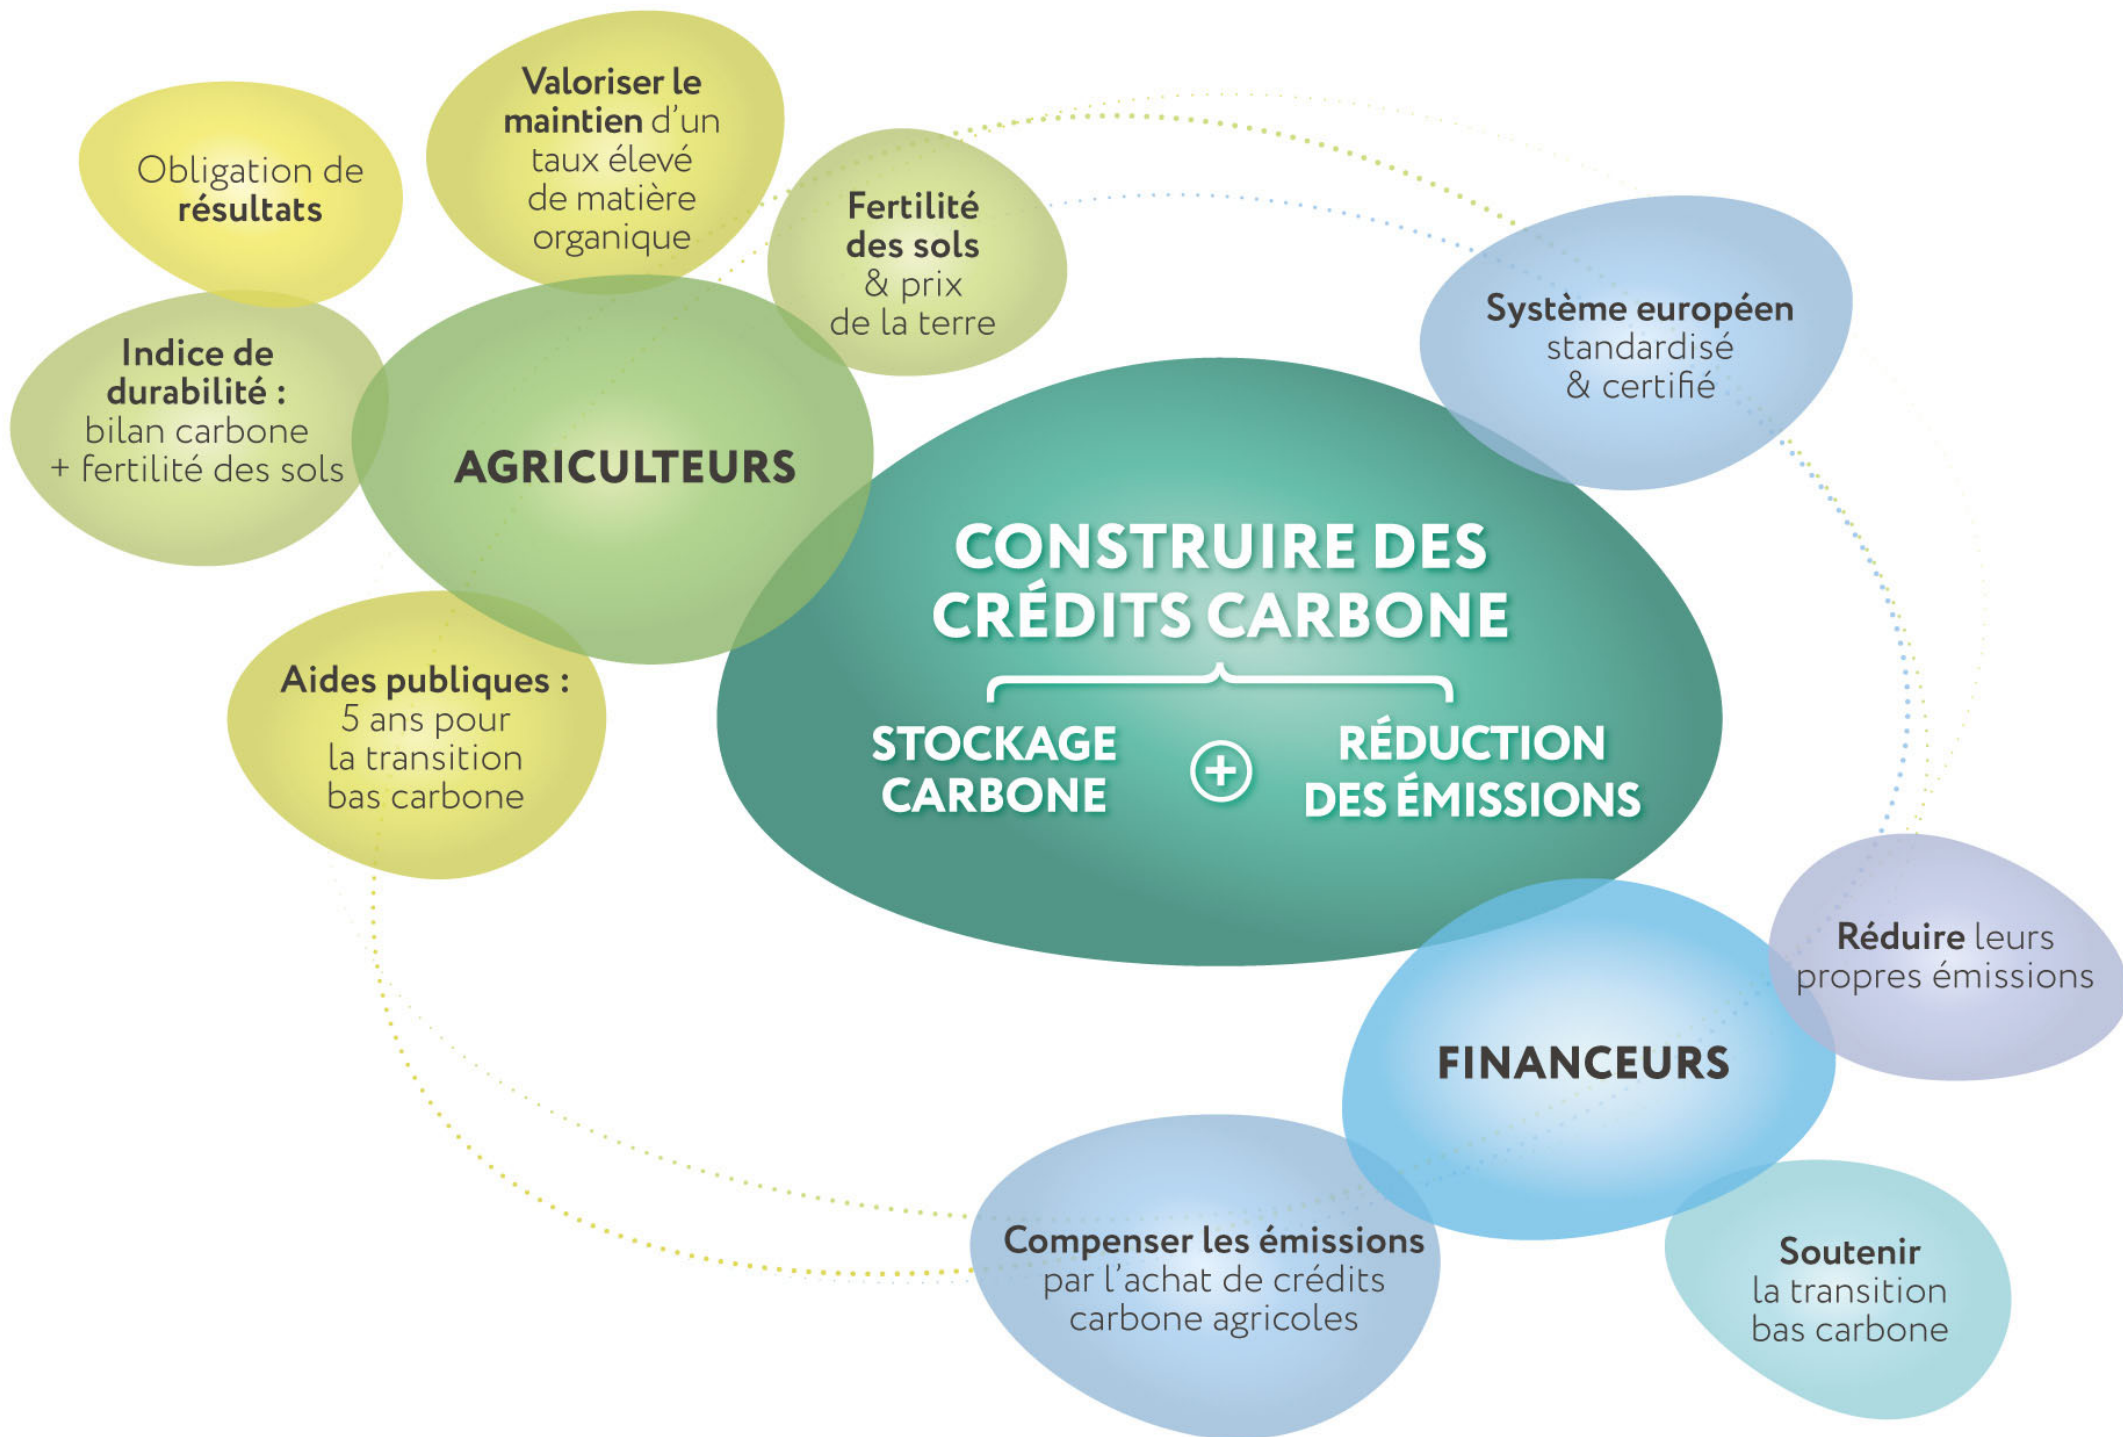 Valoriser le
maintien d'un
taux élevé
de matière
organique
Obligation de
résultats
Fertilité
des sols
& prix
de la terre
Indice de
durabilité :
bilan carbone
+ fertilité des sols
AGRICULTEURS
Système européen
standardisé
& certifié
CONSTRUIRE DES
CRÉDITS CARBONE
STOCKAGE
CARBONE
+
RÉDUCTION
DES ÉMISSIONS
Aides publiques :
5 ans pour
la transition
bas carbone
Réduire leurs
propres émissions
FINANCEURS
Compenser les émissions
par l'achat de crédits
carbone agricoles
Soutenir
la transition
bas carbone